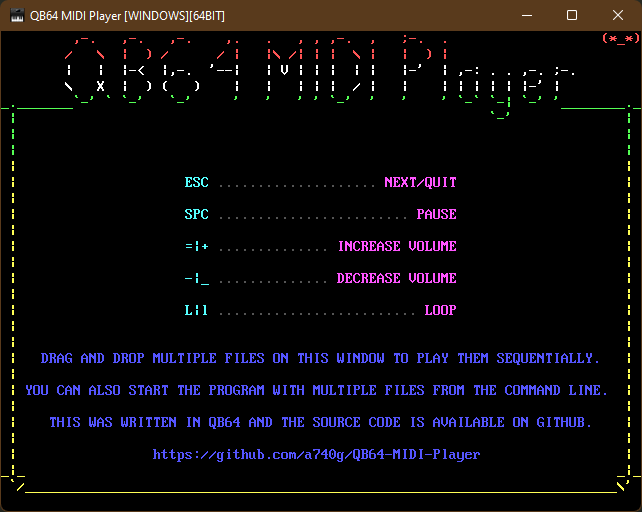 QB64 MIDI Player [WINDOWS][64BIT]
(*_*)
QB64 MIDI Player
ESC .................... NEXT/QUIT
SPC ........................ PAUSE
=¦+ .............. INCREASE VOLUME
-¦_ .............. DECREASE VOLUME
L¦l ......................... LOOP
DRAG AND DROP MULTIPLE FILES ON THIS WINDOW TO PLAY THEM SEQUENTIALLY.
YOU CAN ALSO START THE PROGRAM WITH MULTIPLE FILES FROM THE COMMAND LINE.
THIS WAS WRITTEN IN QB64 AND THE SOURCE CODE IS AVAILABLE ON GITHUB.
https://github.com/a740g/QB64-MIDI-Player